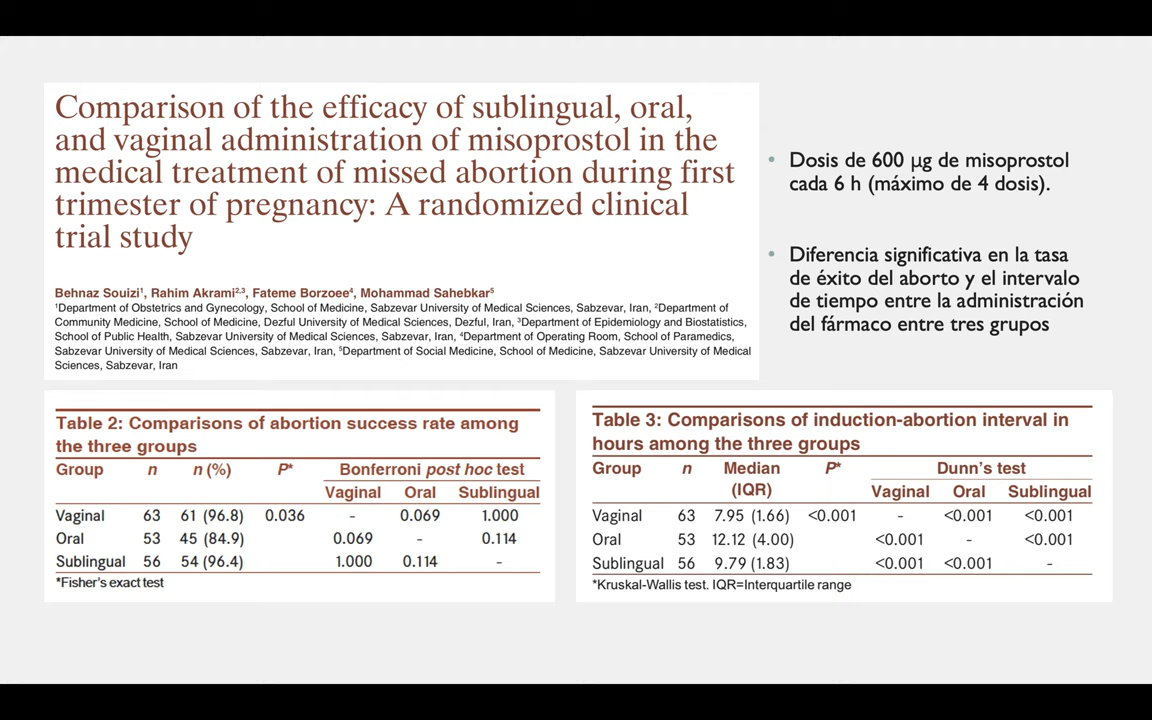 Comparison of the efficacy of sublingual, oral,
and vaginal administration of misoprostol in the
medical treatment of missed abortion during first
trimester of pregnancy: A randomized clinical
trial study
Behnaz Souizi¹, Rahim Akrami²,³, Fateme Borzoee⁴, Mohammad Sahebkar⁵
¹Department of Obstetrics and Gynecology, School of Medicine, Sabzevar University of Medical Sciences, Sabzevar, Iran, ²Department of
Community Medicine, School of Medicine, Dezful University of Medical Sciences, Dezful, Iran, ³Department of Epidemiology and Biostatistics,
School of Public Health, Sabzevar University of Medical Sciences, Sabzevar, Iran, ⁴Department of Operating Room, School of Paramedics,
Sabzevar University of Medical Sciences, Sabzevar, Iran, ⁵Department of Social Medicine, School of Medicine, Sabzevar University of Medical
Sciences, Sabzevar, Iran
• Dosis de 600 µg de misoprostol
cada 6 h (máximo de 4 dosis).
• Diferencia significativa en la tasa
de éxito del aborto y el intervalo
de tiempo entre la administración
del fármaco entre tres grupos
Table 2: Comparisons of abortion success rate among
the three groups
Group n n (%) P* Bonferroni post hoc test
Vaginal Oral Sublingual
Vaginal 63 61 (96.8) 0.036 - 0.069 1.000
Oral 53 45 (84.9) 0.069 - 0.114
Sublingual 56 54 (96.4) 1.000 0.114 -
*Fisher's exact test
Table 3: Comparisons of induction-abortion interval in
hours among the three groups
Group n Median P* Dunn's test
(IQR) Vaginal Oral Sublingual
Vaginal 63 7.95 (1.66) <0.001 - <0.001 <0.001
Oral 53 12.12 (4.00) <0.001 - <0.001
Sublingual 56 9.79 (1.83) <0.001 <0.001 -
*Kruskal-Wallis test. IQR=Interquartile range